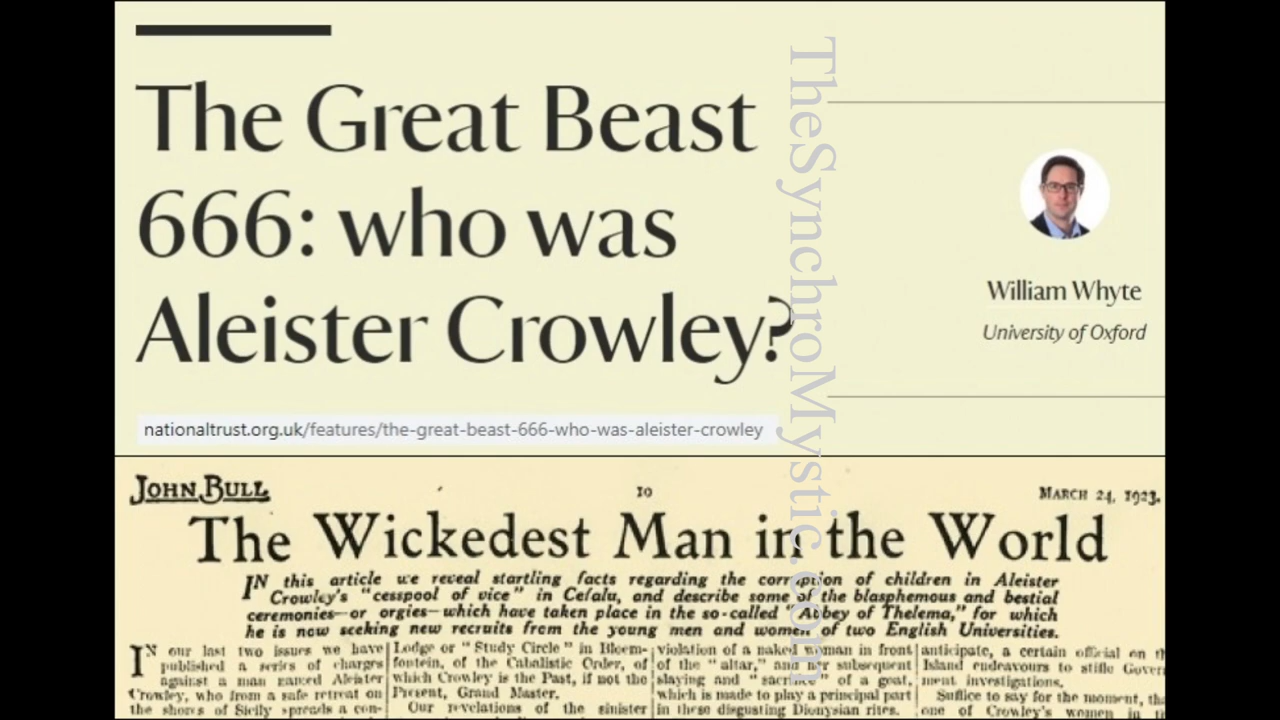 The Great Beast
666: who was
Aleister Crowley?
William Whyte
University of Oxford
nationaltrust.org.uk/features/the-great-beast-666-who-was-aleister-crowley
TheSynchroMystic.com
JOHN BULL
10
MARCH 24, 1923.
The Wickedest Man in the World
IN this article we reveal startling facts regarding the corruption of children in Aleister
Crowley's "cesspool of vice" in Cefalu, and describe some of the blasphemous and bestial
ceremonies—or orgies—which have taken place in the so-called "Abbey of Thelema," for which
he is now seeking new recruits from the young men and women of two English Universities.
IN our last two issues we have
published a series of charges
against a man named Aleister
Crowley, who from a safe retreat on
the shores of Sicily spreads a con-
Lodge or "Study Circle" in Bloem-
fontein, of the Cabalistic Order, of
which Crowley is the Past, if not the
Present, Grand Master.
Our revelations of the sinister
violation of a naked woman in front
of the "altar," and her subsequent
slaying and "sacrifice" of a goat,
which is made to play a principal part
in these disgusting Dionysian rites.
anticipate, a certain official on
Island endeavours to stifle
ment investigations.
Suffice to say for the moment,
one of Crowley's women in